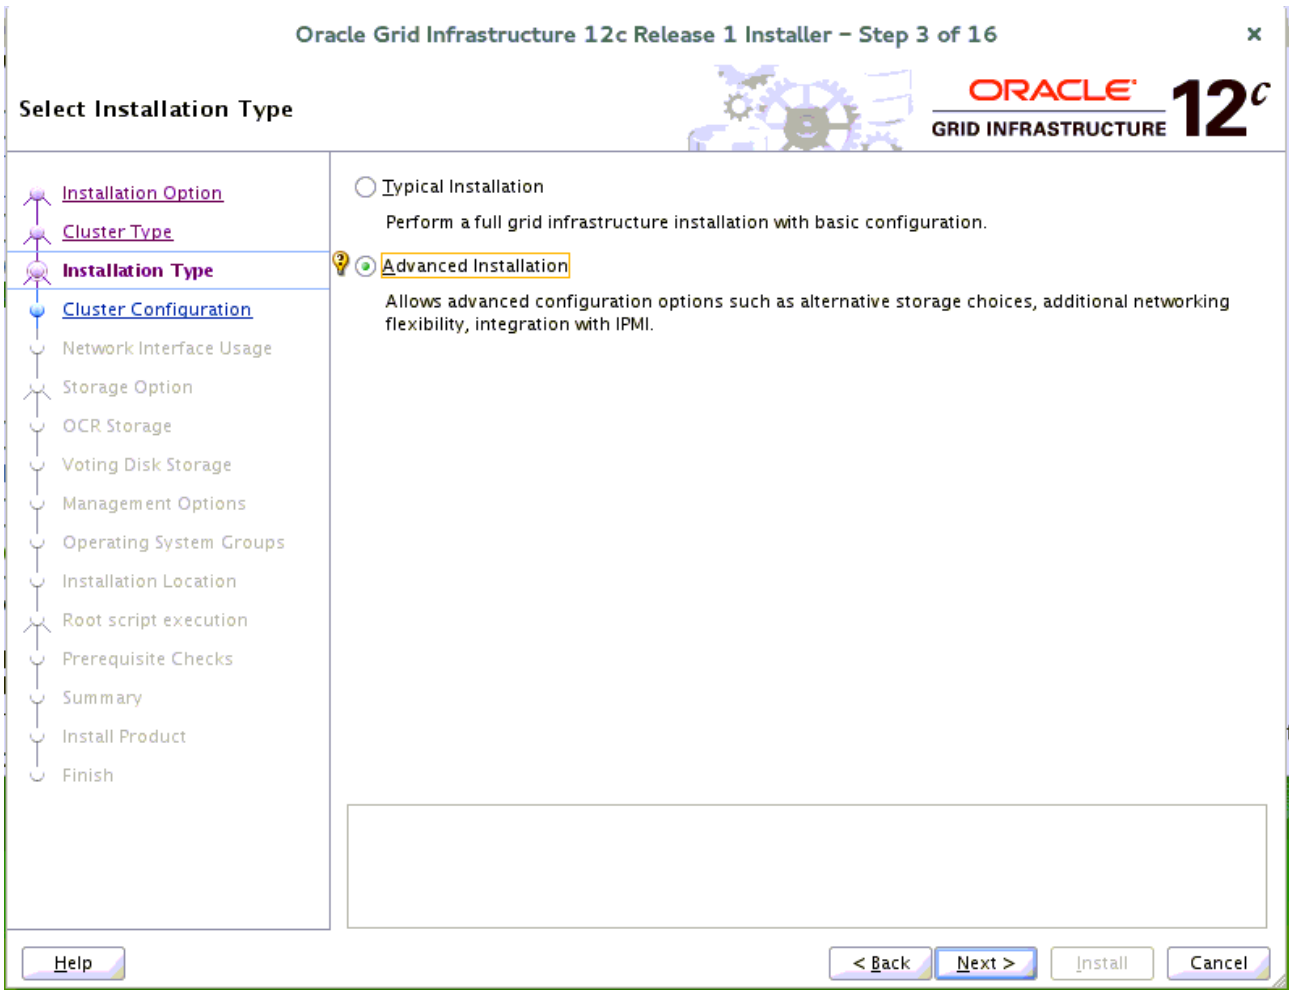 Oracle Grid Infrastructure 12c Release 1 Installer – Step 3 of 16
Select Installation Type
ORACLE
GRID INFRASTRUCTURE
12c
Installation Option
Cluster Type
Installation Type
Cluster Configuration
Network Interface Usage
Storage Option
OCR Storage
Voting Disk Storage
Management Options
Operating System Groups
Installation Location
Root script execution
Prerequisite Checks
Summary
Install Product
Finish
Typical Installation
Perform a full grid infrastructure installation with basic configuration.
Advanced Installation
Allows advanced configuration options such as alternative storage choices, additional networking
flexibility, integration with IPMI.
Help
< Back
Next >
Install
Cancel